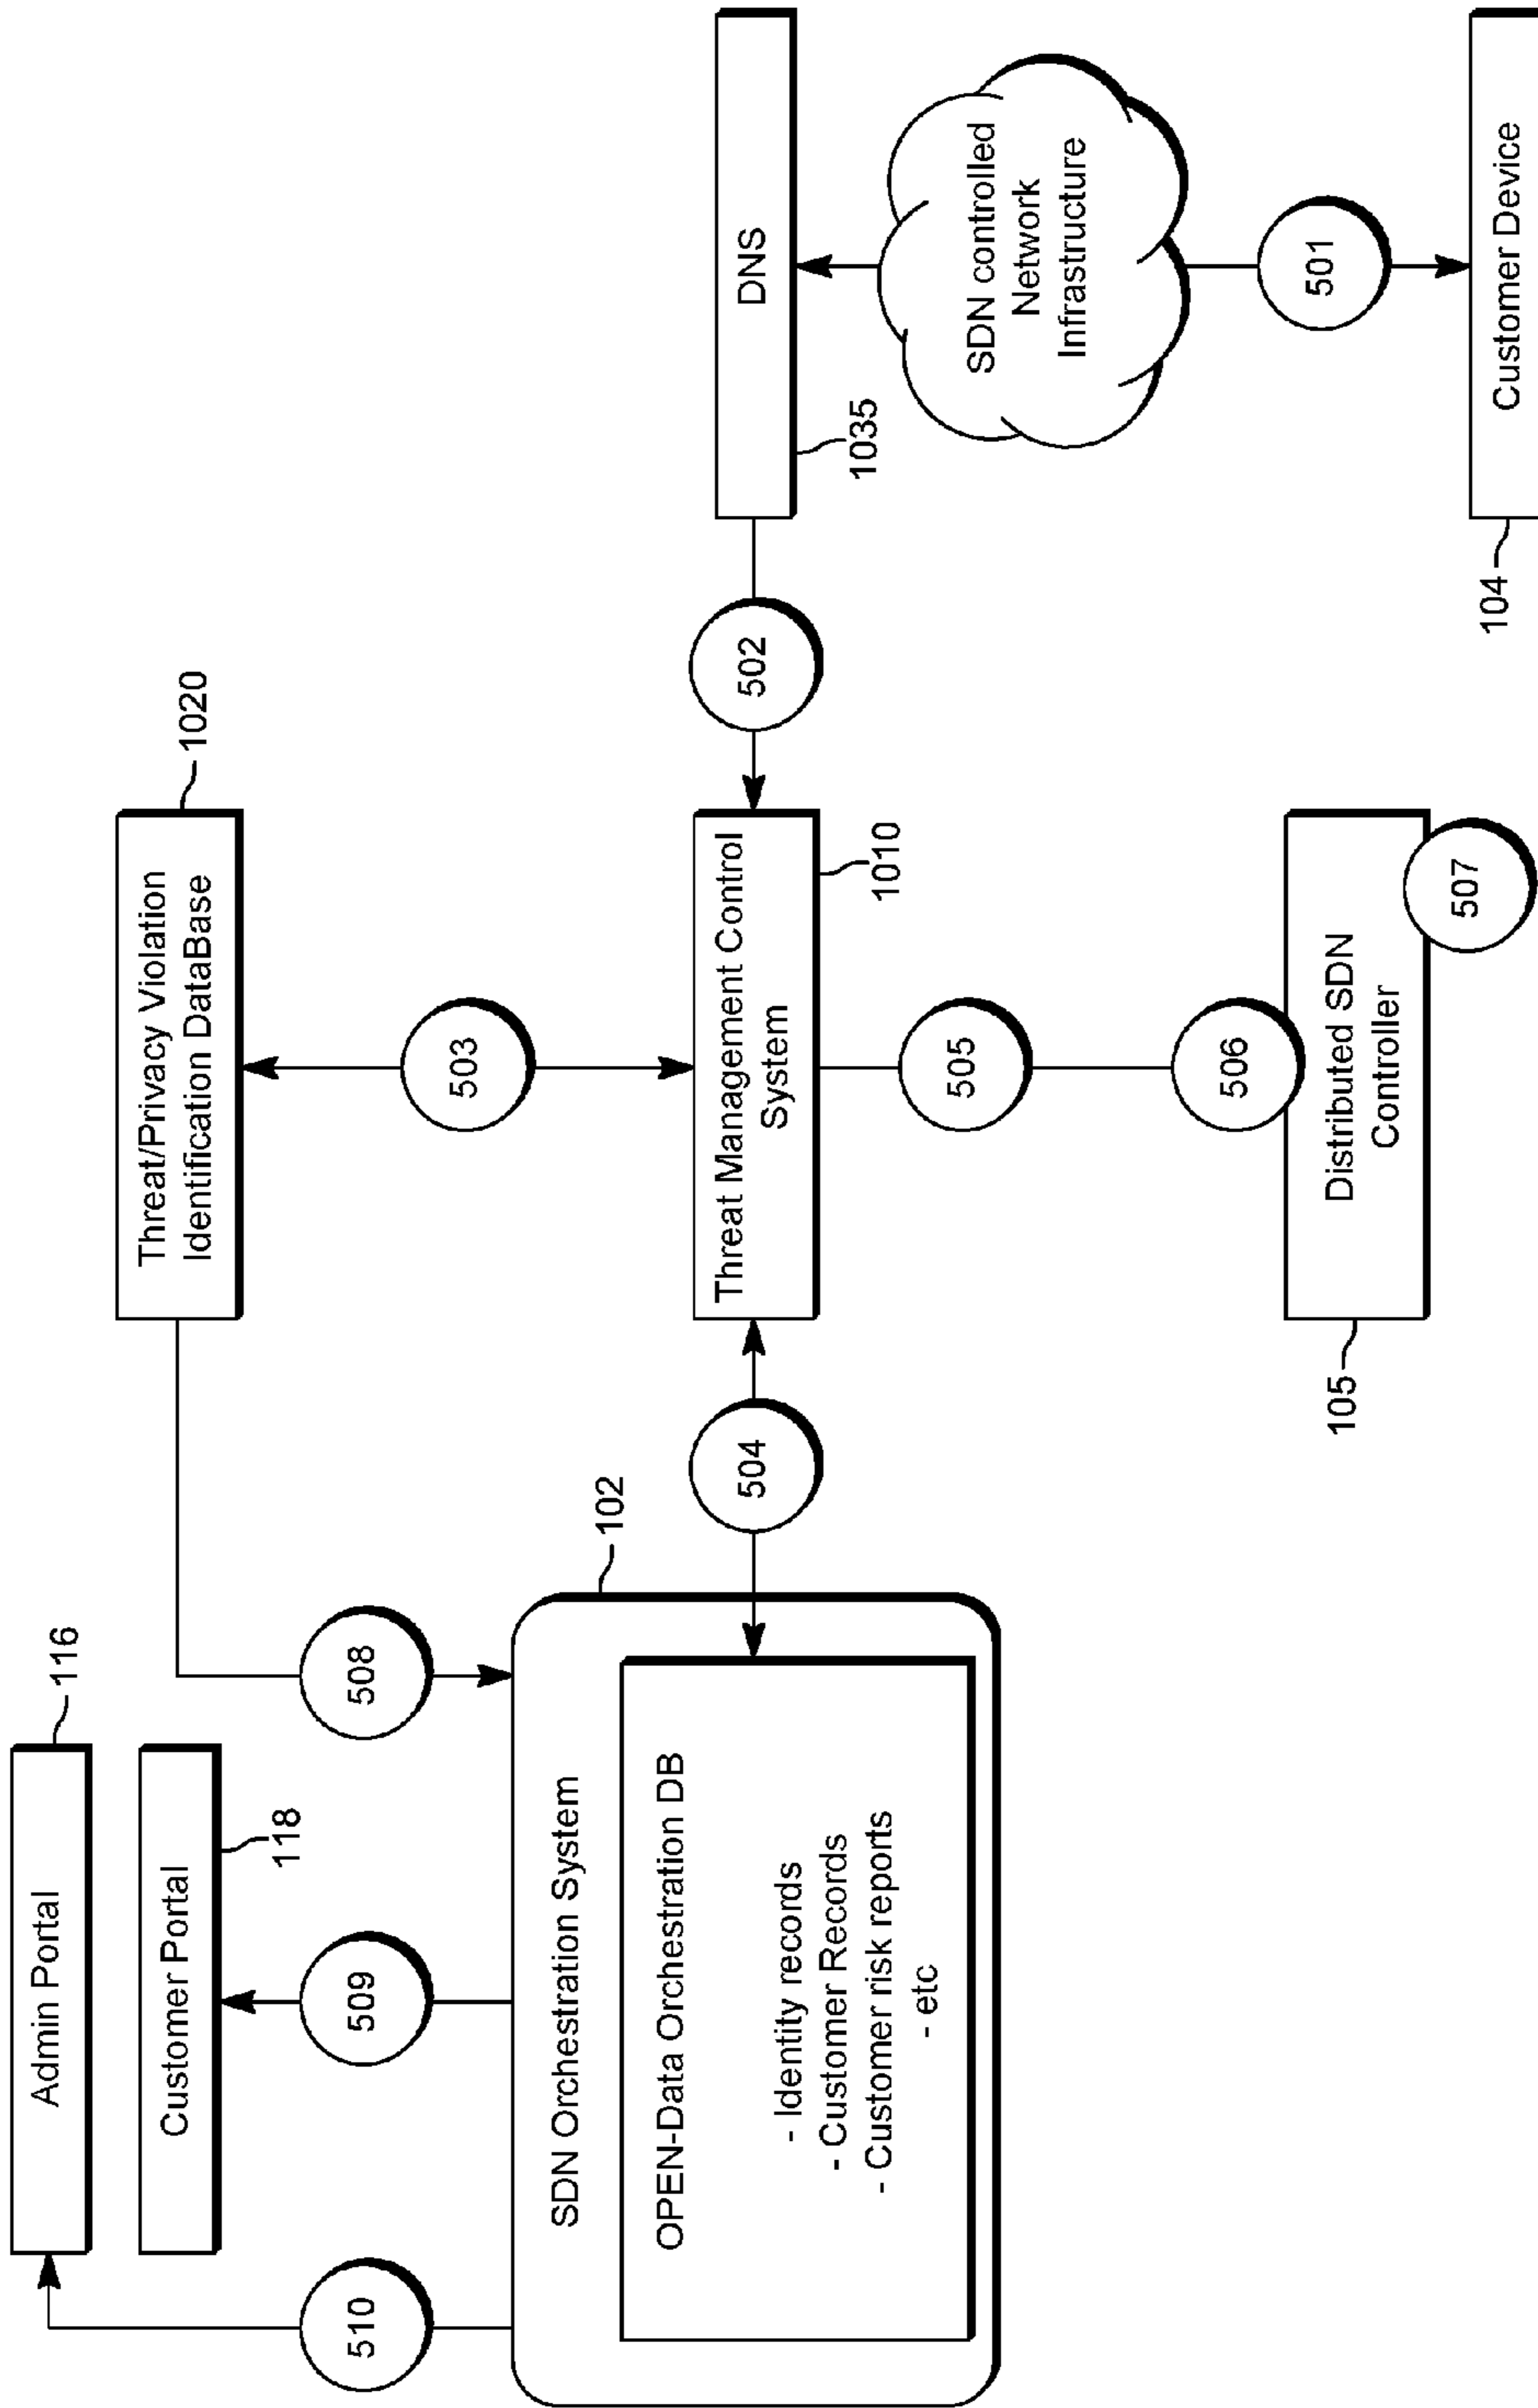 Admin Portal
116
Customer Portal
118
Threat/Privacy Violation
Identification DataBase
1020
510
509
508
503
SDN Orchestration System
102
OPEN-Data Orchestration DB
- Identity records
- Customer Records
- Customer risk reports
- etc
504
Threat Management Control
System
1010
502
DNS
1035
505
SDN controlled
Network
Infrastructure
506
501
Distributed SDN
Controller
105
507
Customer Device
104